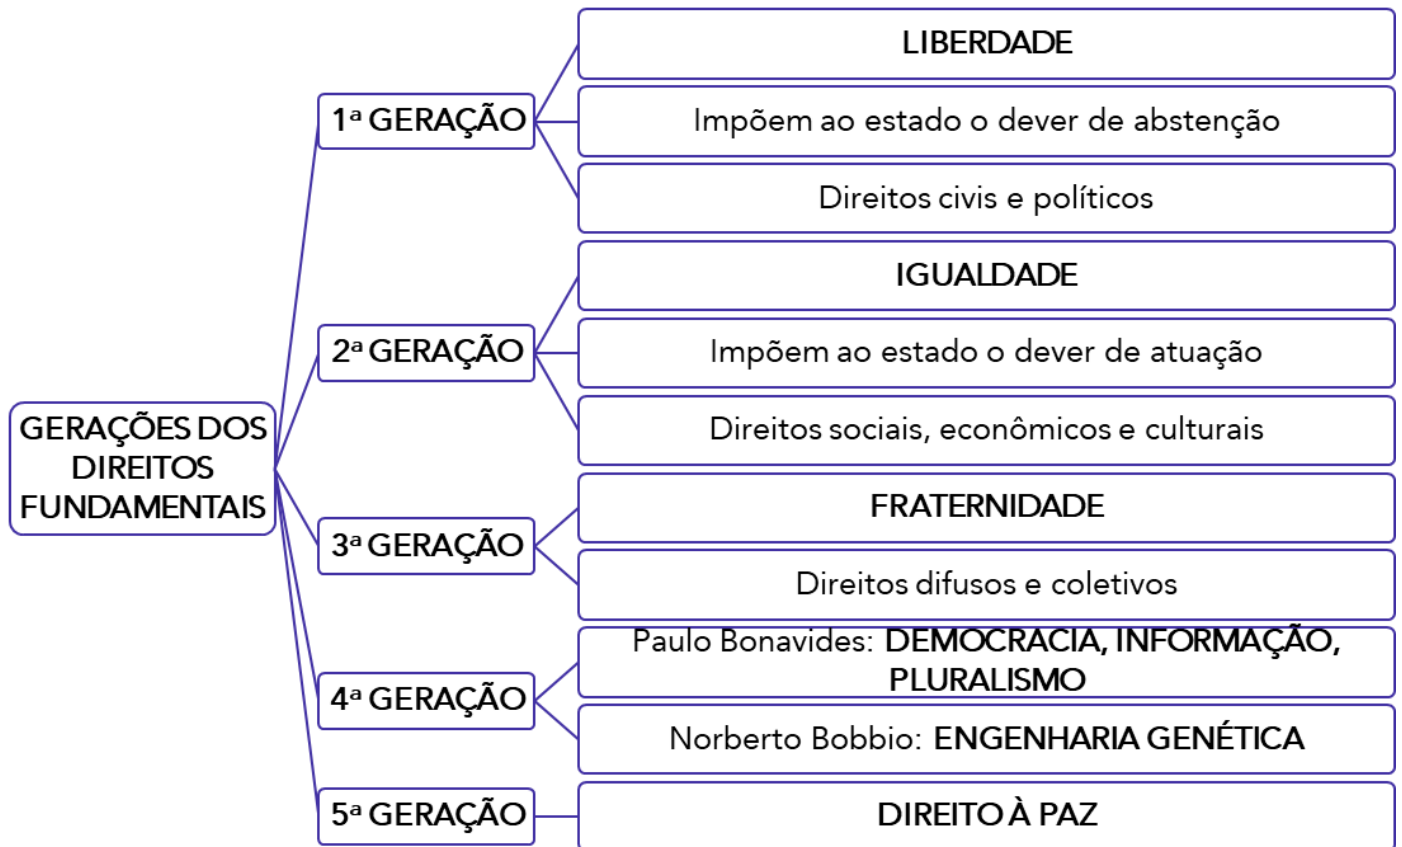 GERAÇÕES DOS
DIREITOS
FUNDAMENTAIS
1ª GERAÇÃO
LIBERDADE
Impõem ao estado o dever de abstenção
Direitos civis e políticos
2ª GERAÇÃO
IGUALDADE
Impõem ao estado o dever de atuação
Direitos sociais, econômicos e culturais
3ª GERAÇÃO
FRATERNIDADE
Direitos difusos e coletivos
4ª GERAÇÃO
Paulo Bonavides: DEMOCRACIA, INFORMAÇÃO,
PLURALISMO
Norberto Bobbio: ENGENHARIA GENÉTICA
5ª GERAÇÃO
DIREITO À PAZ